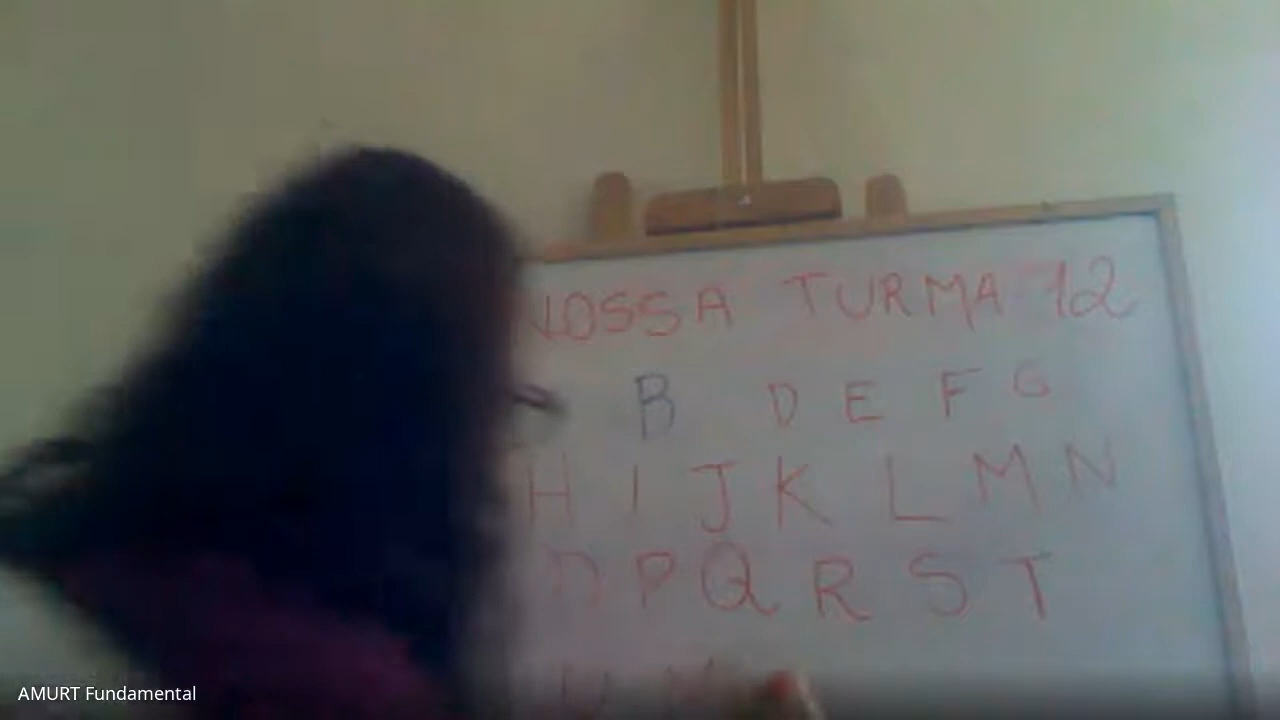 NOSSA TURMA 12
B D E F G
H I J K L M N
O P Q R S T
U
AMURT Fundamental